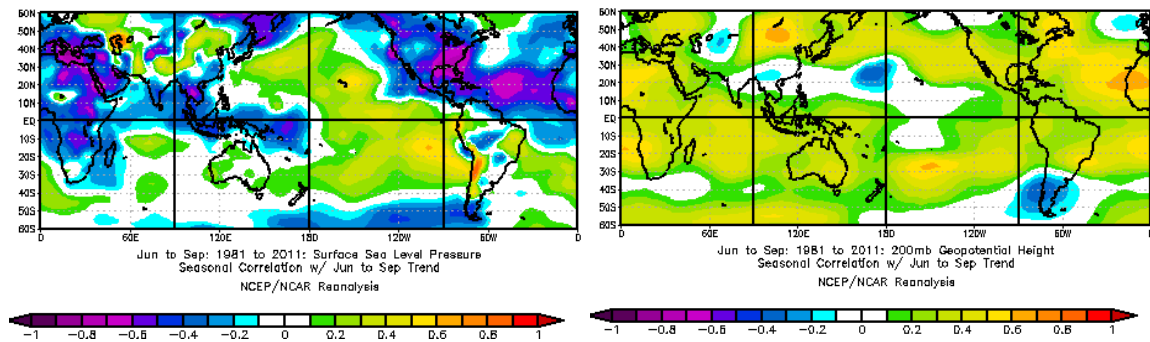 60N
50N
40N
30N
20N
10N
EQ
10S
20S
30S
40S
50S
60S
0 60E 120E 180 120W 60W 0
Jun to Sep: 1981 to 2011: Surface Sea Level Pressure
Seasonal Correlation w/ Jun to Sep Trend
NCEP/NCAR Reanalysis
-1 -0.8 -0.6 -0.4 -0.2 0 0.2 0.4 0.6 0.8 1
60N
50N
40N
30N
20N
10N
EQ
10S
20S
30S
40S
50S
60S
0 60E 120E 180 120W 60W 0
Jun to Sep: 1981 to 2011: 200mb Geopotential Height
Seasonal Correlation w/ Jun to Sep Trend
NCEP/NCAR Reanalysis
-1 -0.8 -0.6 -0.4 -0.2 0 0.2 0.4 0.6 0.8 1